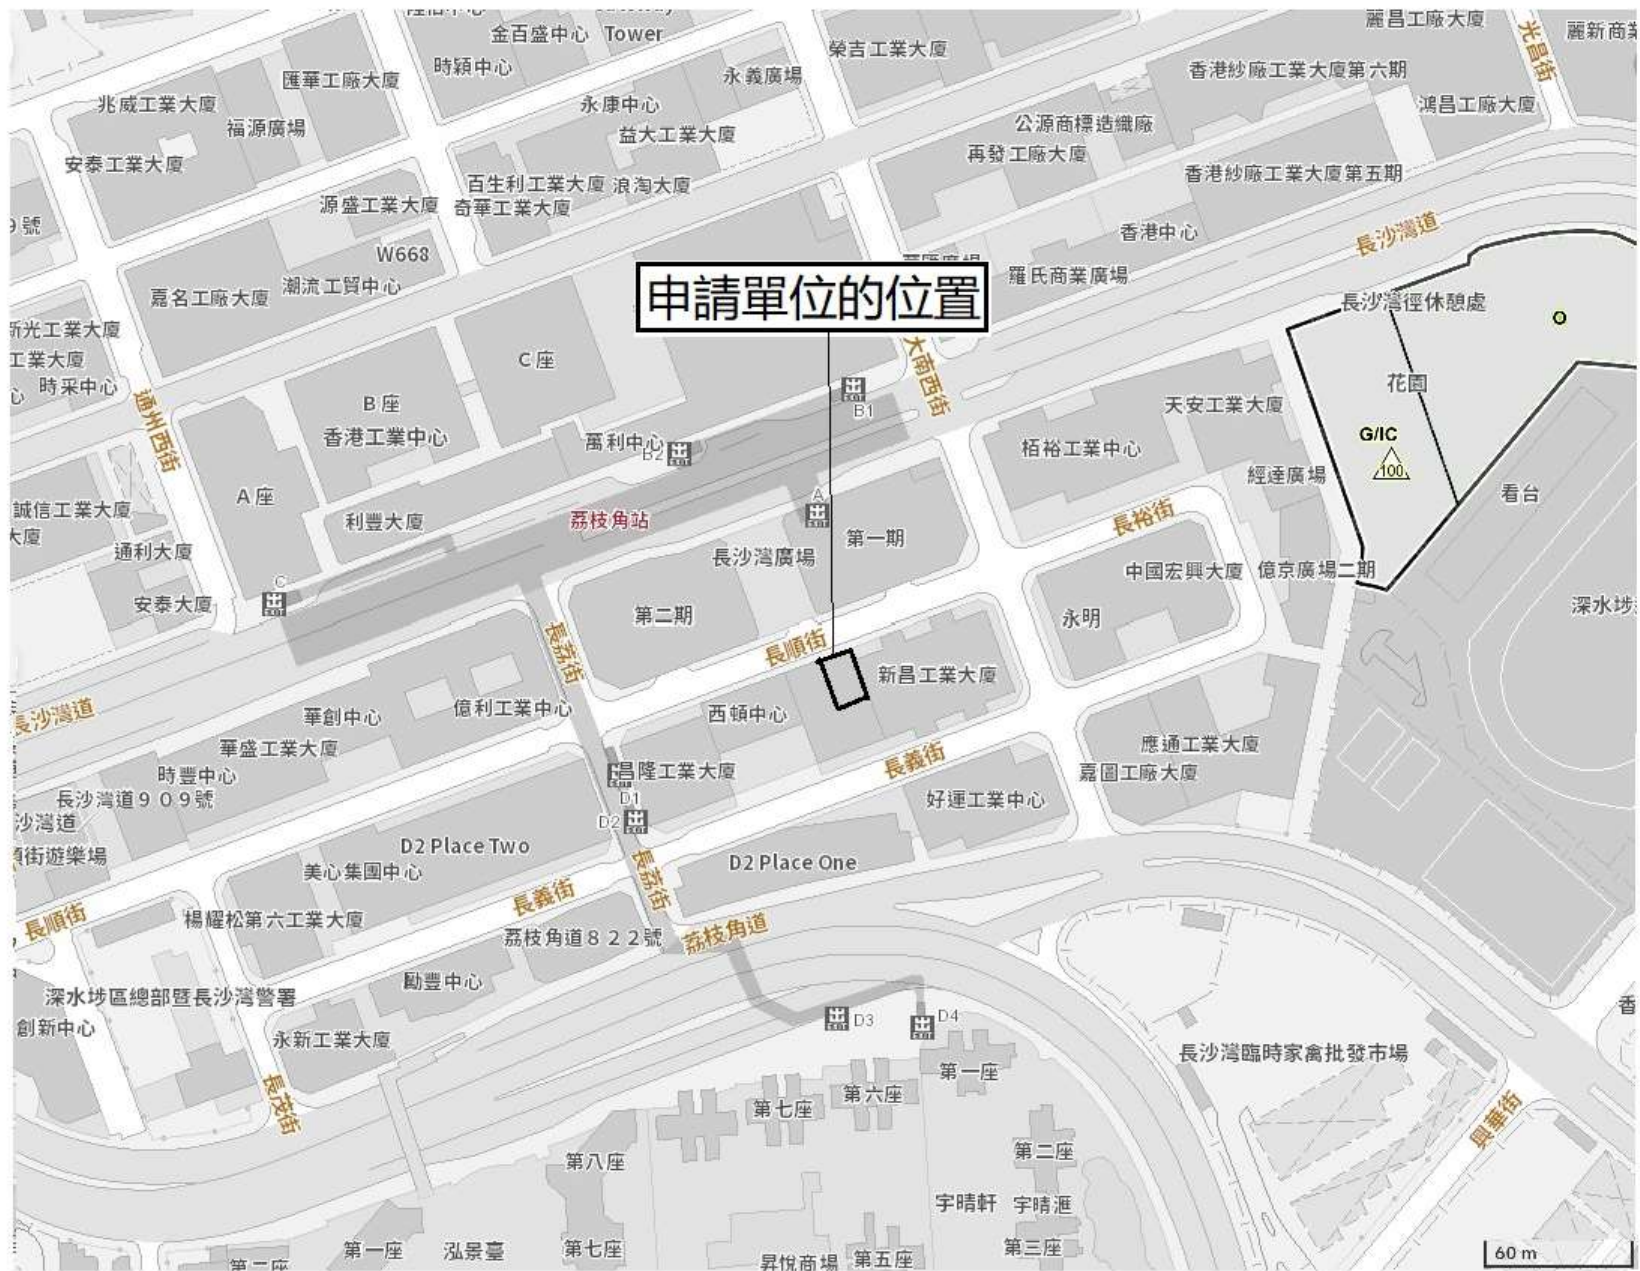 金百盛中心 Tower
麗昌工廠大廈
光昌街
榮吉工業大廈
時穎中心
永義廣場
香港紗廠工業大廈第六期
匯華工廠大廈
兆威工業大廈
永康中心
鴻昌工廠大廈
福源廣場
益大工業大廈
公源商標造織廠
再發工廠大廈
安泰工業大廈
香港紗廠工業大廈第五期
百生利工業大廈
浪淘大廈
源盛工業大廈
奇華工業大廈
香港中心
長沙灣道
W668
羅氏商業廣場
嘉名工廠大廈
潮流工貿中心
申請單位的位置
長沙灣徑休憩處
O
新光工業大廈
工業大廈
C座
大南西街
時采中心
花園
通州西街
B座
B1
天安工業大廈
香港工業中心
萬利中心
B2
G/IC
100
栢裕工業中心
經達廣場
看台
A座
A
誠信工業大廈
利豐大廈
荔枝角站
長裕街
大廈
第一期
通利大廈
長沙灣廣場
中國宏興大廈
億京廣場二期
C
安泰大廈
第二期
永明
深水埗
長荔街
長順街
新昌工業大廈
長沙灣道
華創中心
億利工業中心
西頓中心
華盛工業大廈
應通工業大廈
時豐中心
昌隆工業大廈
長義街
嘉圖工廠大廈
長沙灣道909號
D1
好運工業中心
沙灣道
D2
D2 Place Two
街遊樂場
D2 Place One
美心集團中心
長荔街
長義街
長順街
楊耀松第六工業大廈
荔枝角道822號
荔枝角道
勵豐中心
深水埗區總部暨長沙灣警署
創新中心
D3
D4
香
永新工業大廈
長沙灣臨時家禽批發市場
第一座
長茂街
第六座
第七座
興華街
第二座
第八座
宇晴軒
宇晴滙
第一座
泓景臺
第七座
第三座
昇悅商場
第五座
第二座
60 m